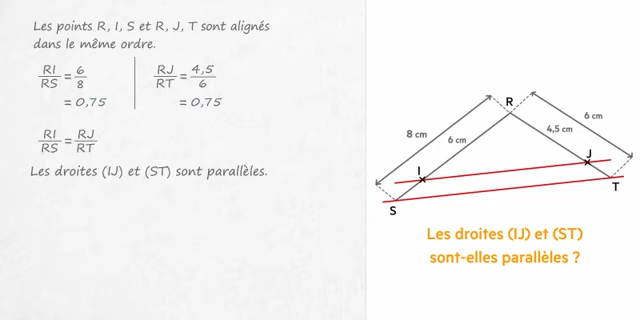 Les points R, I, S et R, J, T sont alignés
dans le même ordre.
RI/RS = 6/8
= 0,75
RJ/RT = 4,5/6
= 0,75
RI/RS = RJ/RT
Les droites (IJ) et (ST) sont parallèles.
R
8 cm
6 cm
4,5 cm
6 cm
I
J
S
T
Les droites (IJ) et (ST)
sont-elles parallèles ?